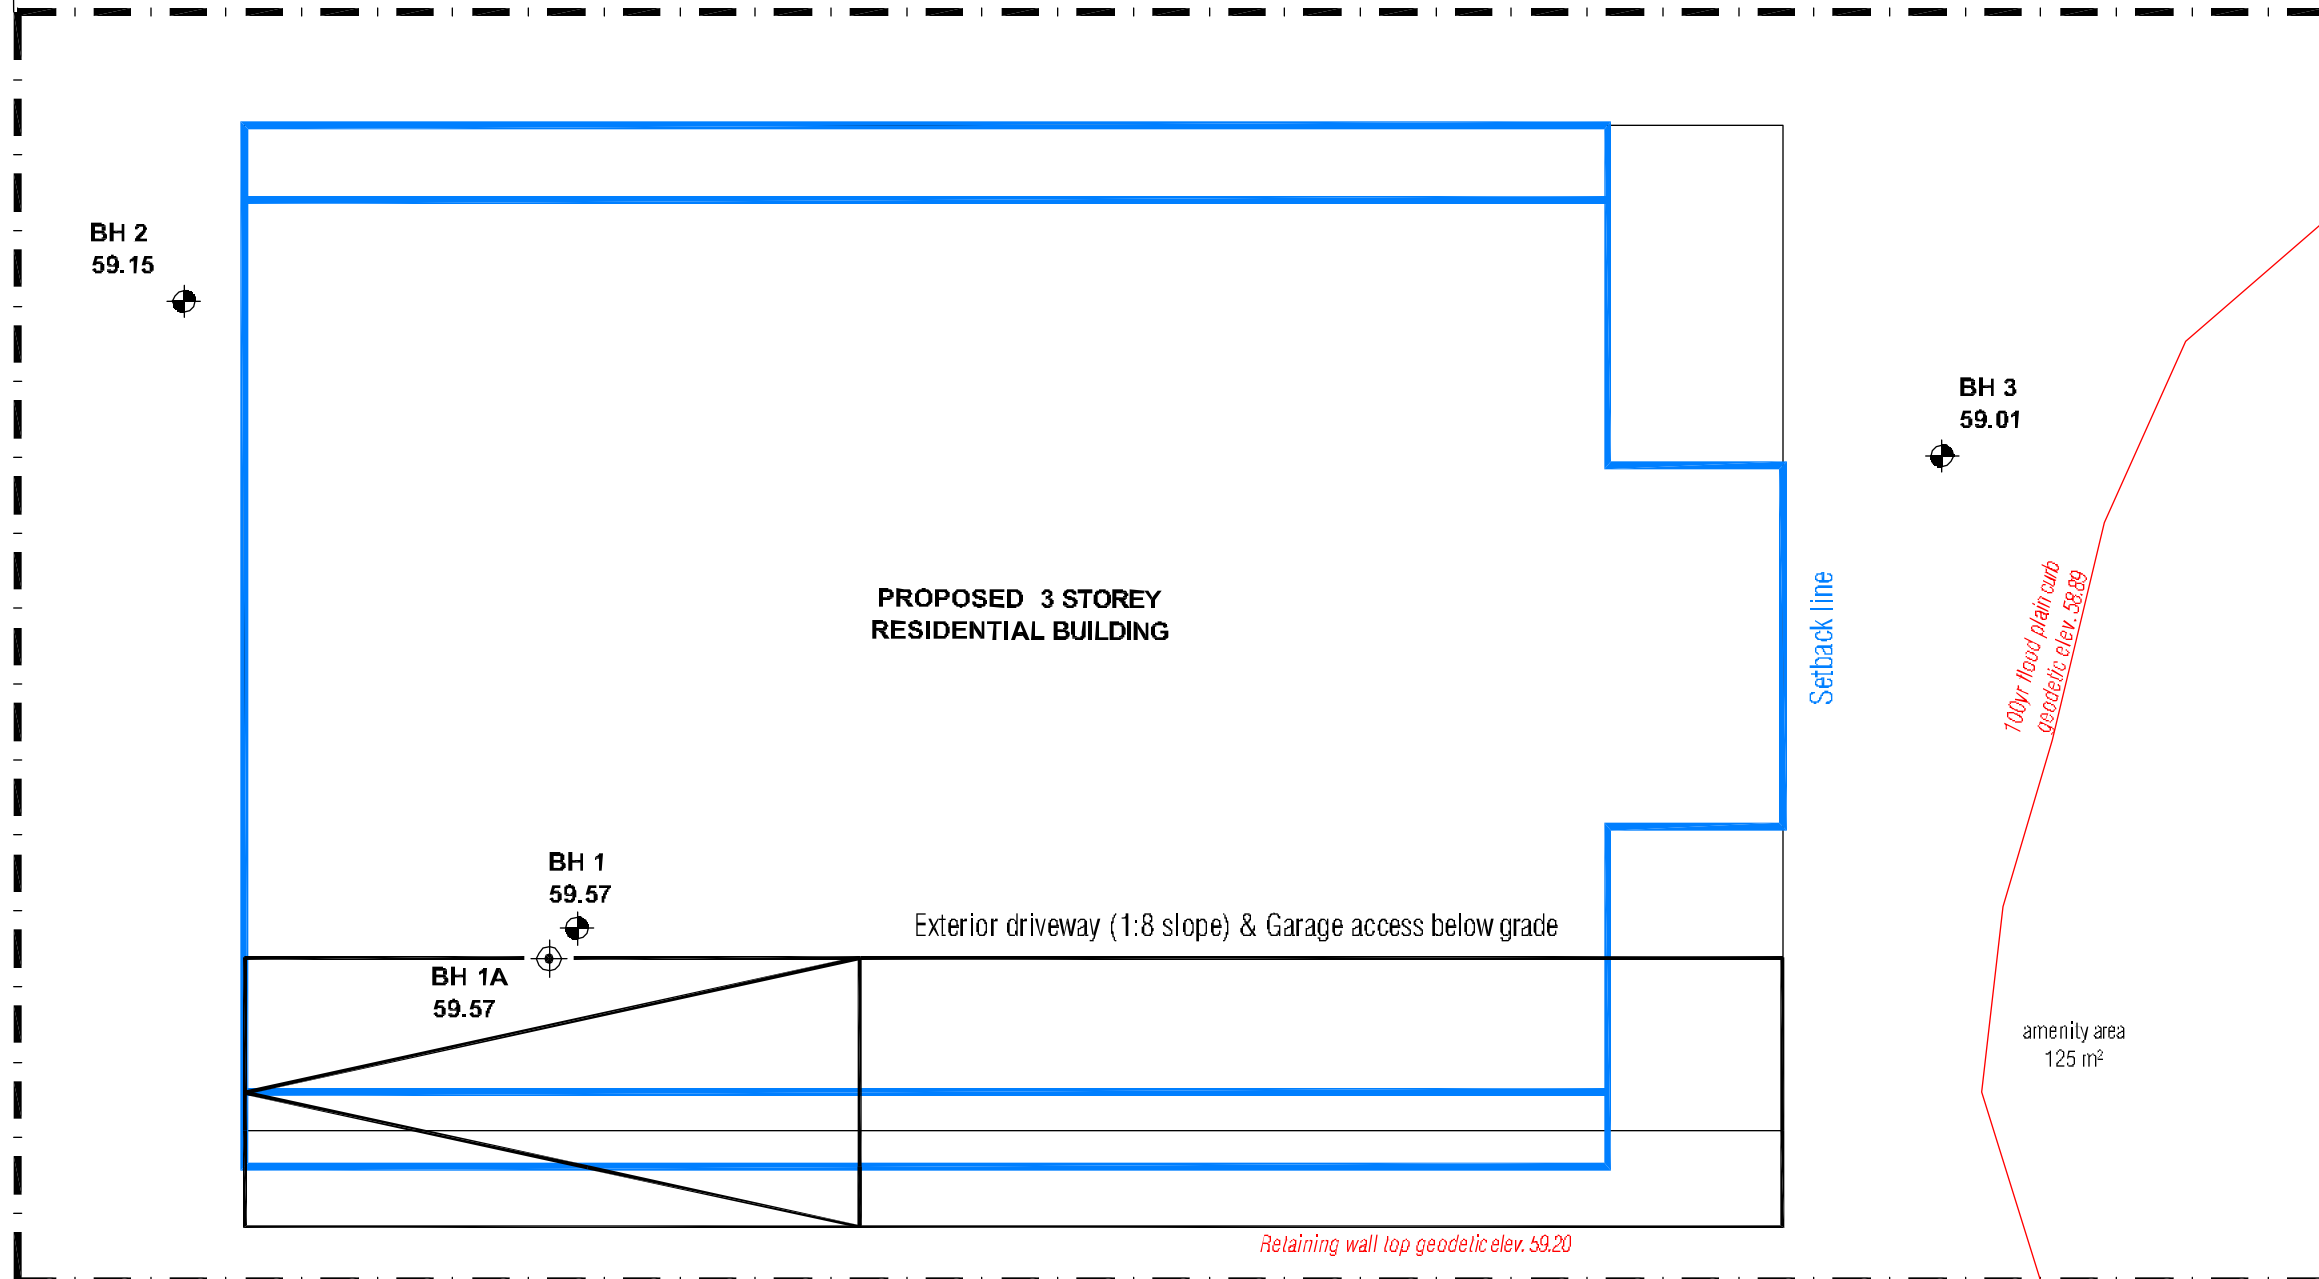 BH 2
59.15
BH 3
59.01
100yr flood plain curb
geodetic elev. 58.89
Setback line
PROPOSED 3 STOREY
RESIDENTIAL BUILDING
BH 1
59.57
Exterior driveway (1:8 slope) & Garage access below grade
BH 1A
59.57
amenity area
125 m²
Retaining wall top geodetic elev. 59.20